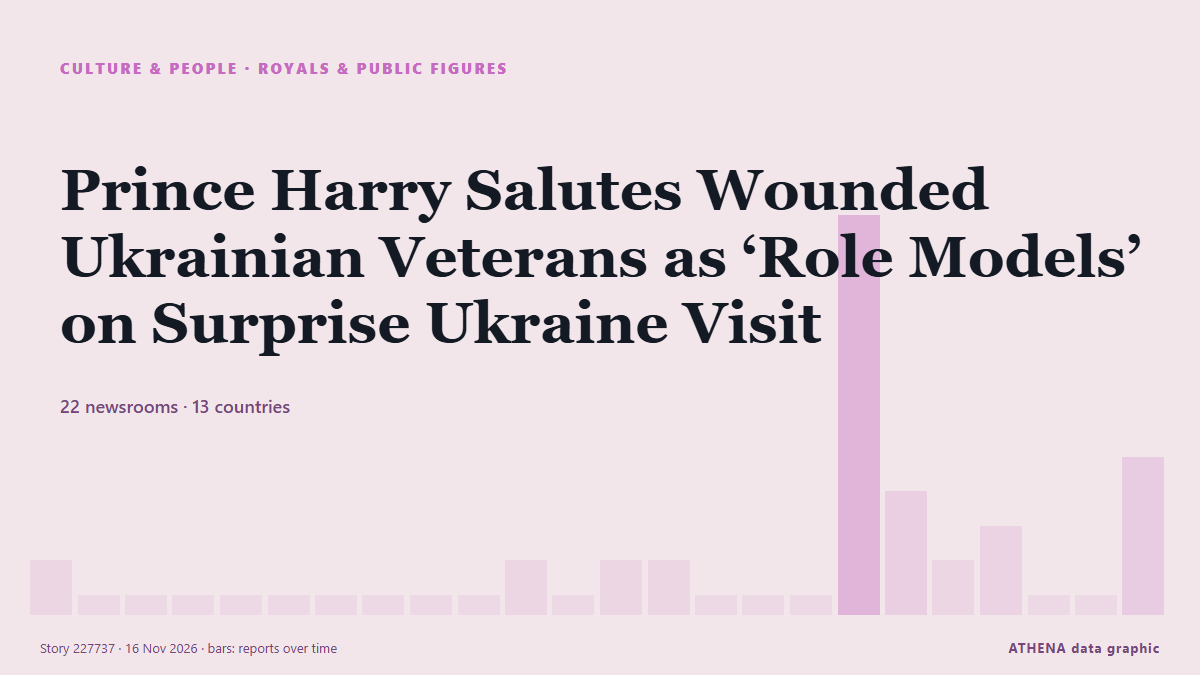 CULTURE & PEOPLE · ROYALS & PUBLIC FIGURES
Prince Harry Salutes Wounded
Ukrainian Veterans as ‘Role Models’
on Surprise Ukraine Visit
22 newsrooms · 13 countries
Story 227737 · 16 Nov 2026 · bars: reports over time
ATHENA data graphic